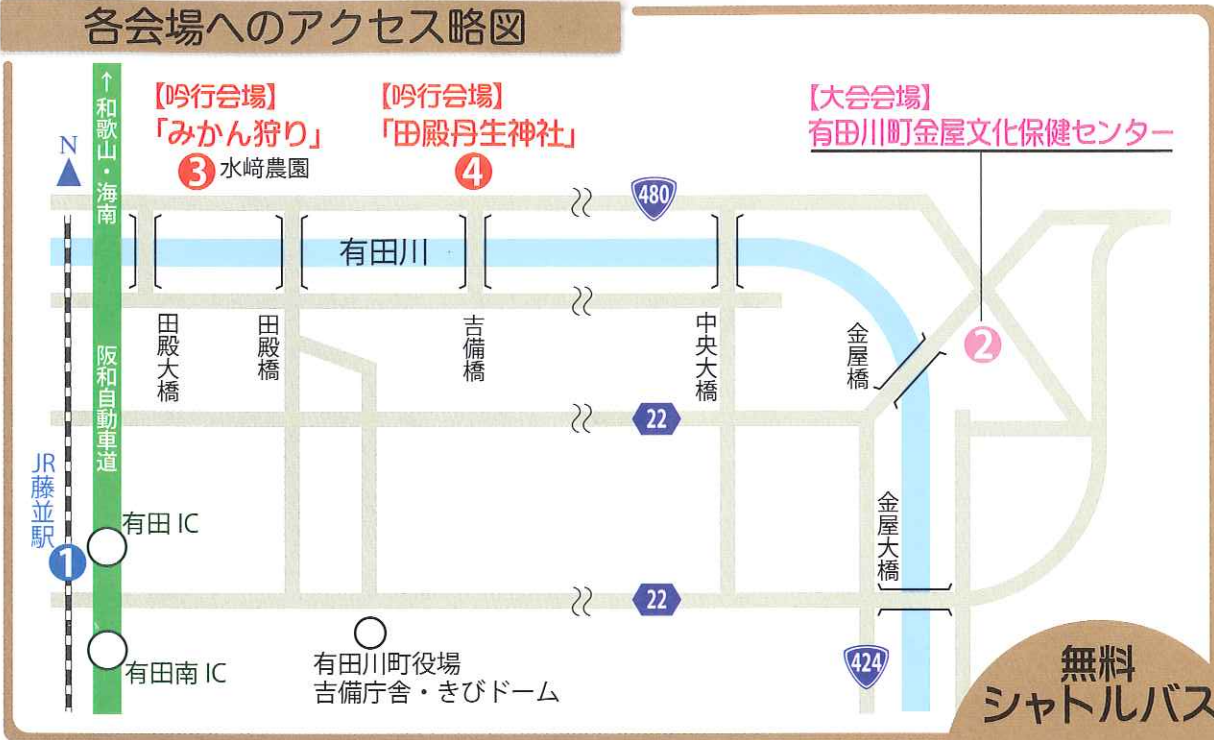 各会場へのアクセス略図
↑和歌山・海南
阪和自動車道
N
【吟行会場】
「みかん狩り」
3 水﨑農園
【吟行会場】
「田殿丹生神社」
4
【大会会場】
有田川町金屋文化保健センター
480
有田川
田殿大橋
田殿橋
吉備橋
中央大橋
金屋橋
2
22
JR藤並駅
1
有田 IC
金屋大橋
22
有田南 IC
有田川町役場
吉備庁舎・きびドーム
424
無料
シャトルバス